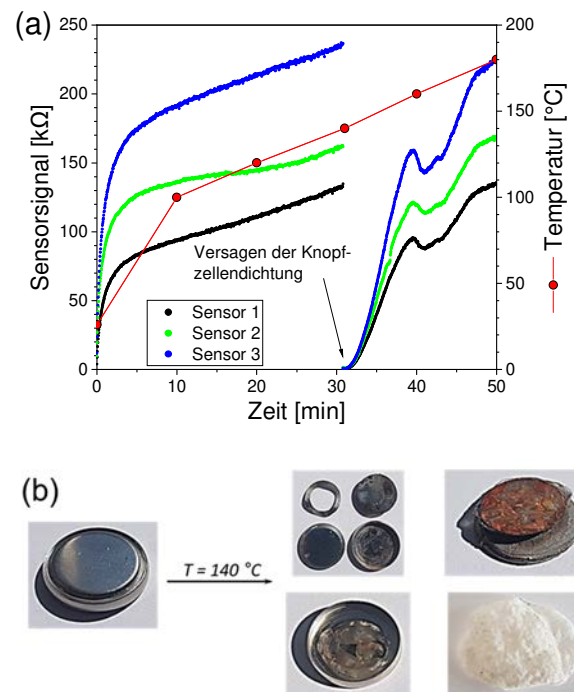 (a)
250
200
150
100
50
0
Sensorsignal [kΩ]
200
150
100
50
0
Temperatur [°C]
Versagen der Knopf-
zellendichtung
Sensor 1
Sensor 2
Sensor 3
0 10 20 30 40 50
Zeit [min]
(b)
T = 140 °C